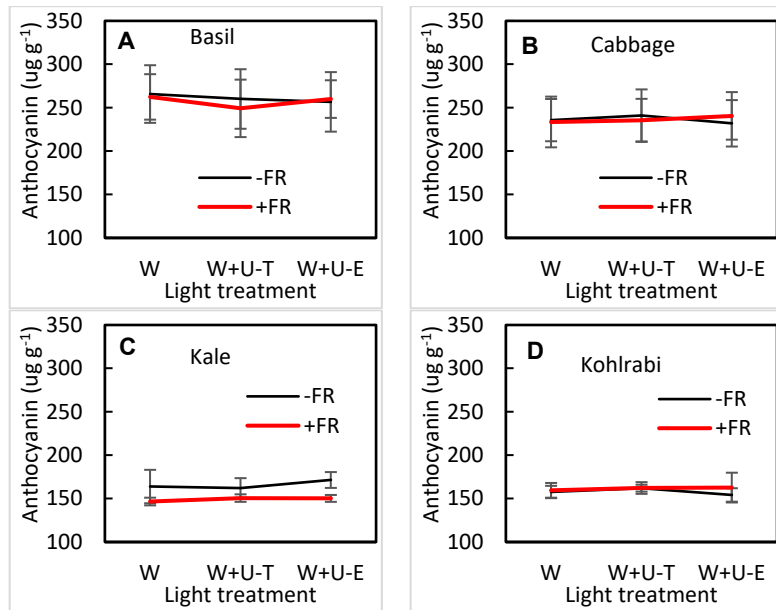 A
Basil
Anthocyanin (ug g⁻¹)
350
300
250
200
150
100
-FR
+FR
W W+U-T W+U-E
Light treatment
B
Cabbage
Anthocyanin (ug g⁻¹)
350
300
250
200
150
100
-FR
+FR
W W+U-T W+U-E
Light treatment
C
Kale
Anthocyanin (ug g⁻¹)
350
300
250
200
150
100
-FR
+FR
W W+U-T W+U-E
Light treatment
D
Kohlrabi
Anthocyanin (ug g⁻¹)
350
300
250
200
150
100
-FR
+FR
W W+U-T W+U-E
Light treatment